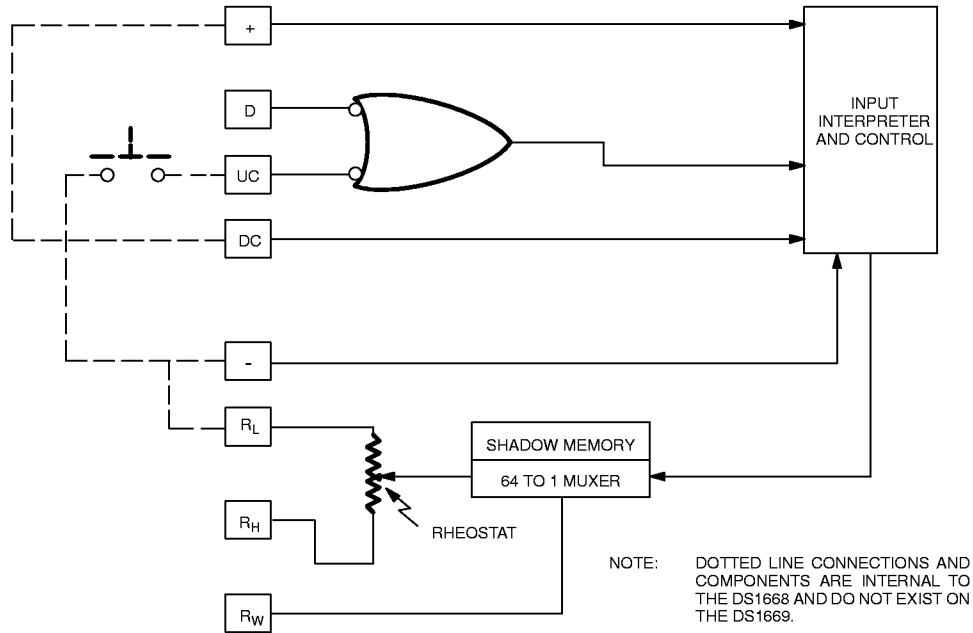 +
D
UC
DC
-
RL
RH
RW
INPUT
INTERPRETER
AND CONTROL
SHADOW MEMORY
64 TO 1 MUXER
RHEOSTAT
NOTE: DOTTED LINE CONNECTIONS AND
COMPONENTS ARE INTERNAL TO
THE DS1668 AND DO NOT EXIST ON
THE DS1669.